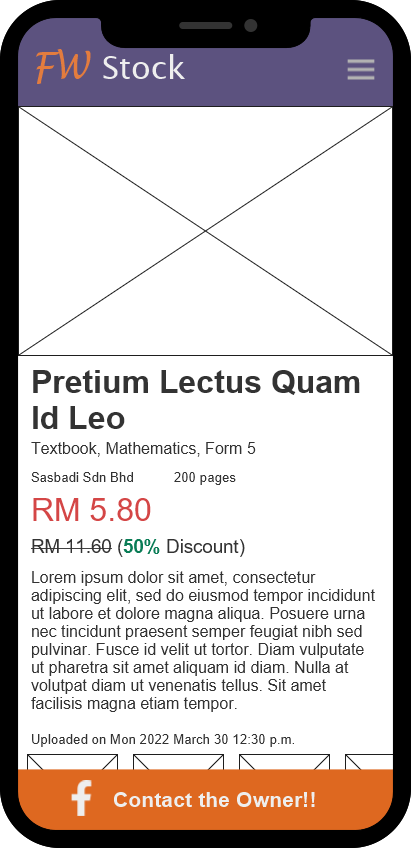 FW Stock
Pretium Lectus Quam
Id Leo
Textbook, Mathematics, Form 5
Sasbadi Sdn Bhd 200 pages
RM 5.80
RM 11.60 (50% Discount)
Lorem ipsum dolor sit amet, consectetur
adipiscing elit, sed do eiusmod tempor incididunt
ut labore et dolore magna aliqua. Posuere urna
nec tincidunt praesent semper feugiat nibh sed
pulvinar. Fusce id velit ut tortor. Diam vulputate
ut pharetra sit amet aliquam id diam. Nulla at
volutpat diam ut venenatis tellus. Sit amet
facilisis magna etiam tempor.
Uploaded on Mon 2022 March 30 12:30 p.m.
f Contact the Owner!!